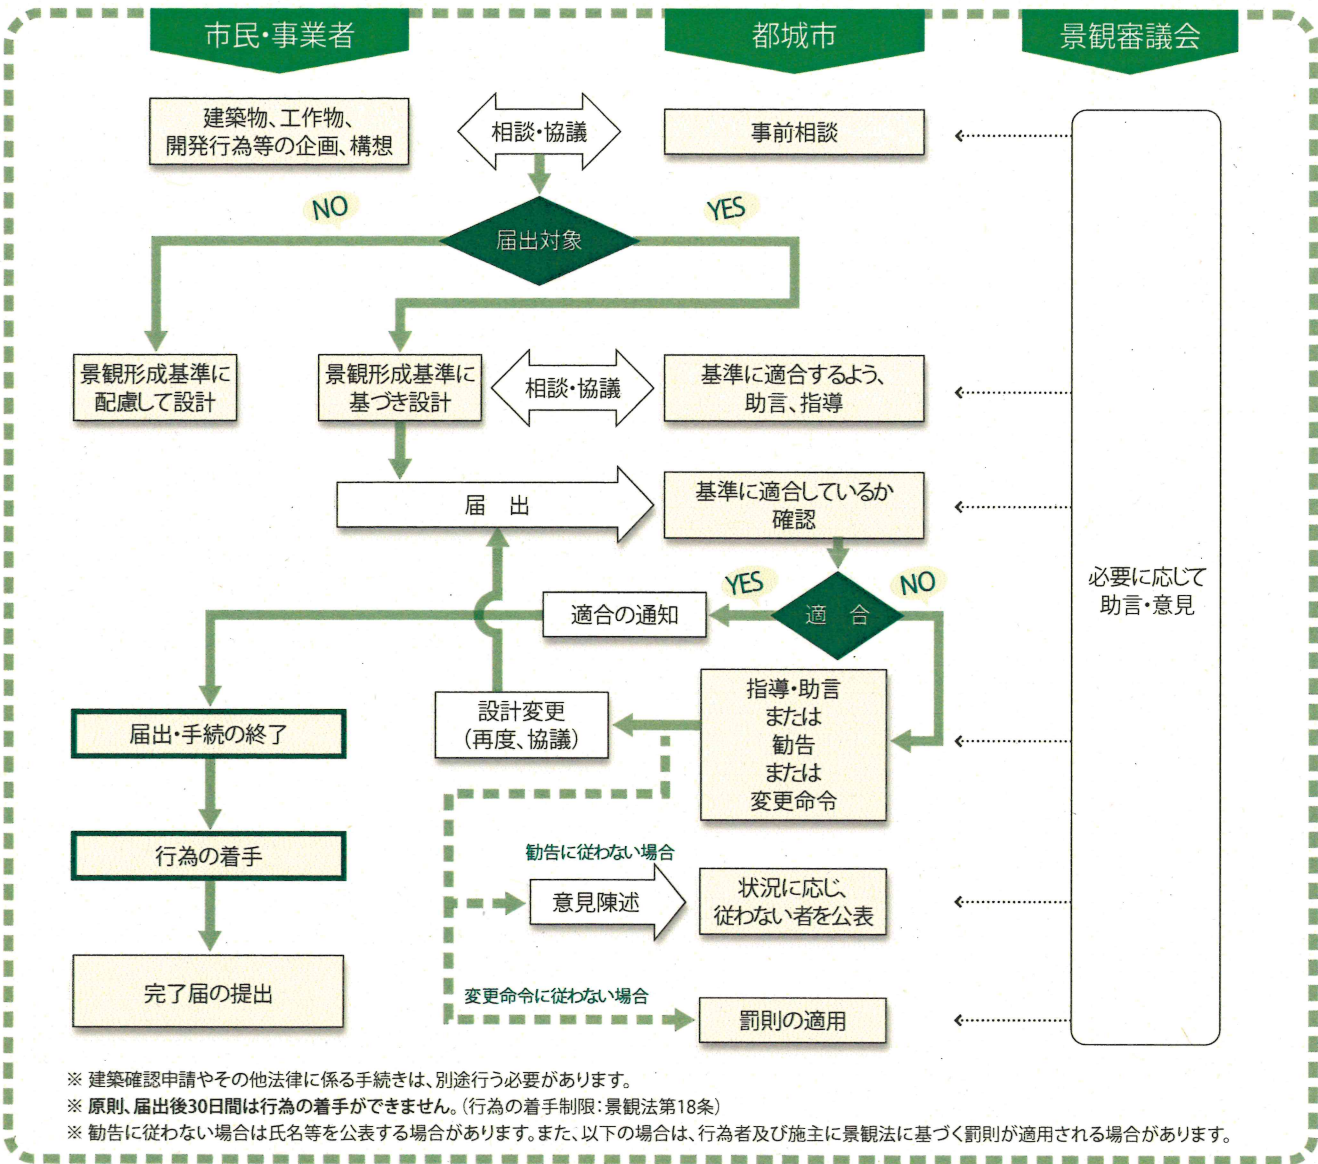 市民・事業者
都城市
景観審議会
建築物、工作物、
開発行為等の企画、構想
相談・協議
事前相談
NO
YES
届出対象
景観形成基準に
配慮して設計
景観形成基準に
基づき設計
相談・協議
基準に適合するよう、
助言、指導
届 出
基準に適合しているか
確認
YES
NO
適合の通知
適 合
必要に応じて
助言・意見
届出・手続の終了
設計変更
(再度、協議)
指導・助言
または
勧告
または
変更命令
行為の着手
勧告に従わない場合
意見陳述
状況に応じ、
従わない者を公表
完了届の提出
変更命令に従わない場合
罰則の適用
※ 建築確認申請やその他法律に係る手続きは、別途行う必要があります。
※ 原則、届出後30日間は行為の着手ができません。(行為の着手制限:景観法第18条)
※ 勧告に従わない場合は氏名等を公表する場合があります。また、以下の場合は、行為者及び施主に景観法に基づく罰則が適用される場合があります。